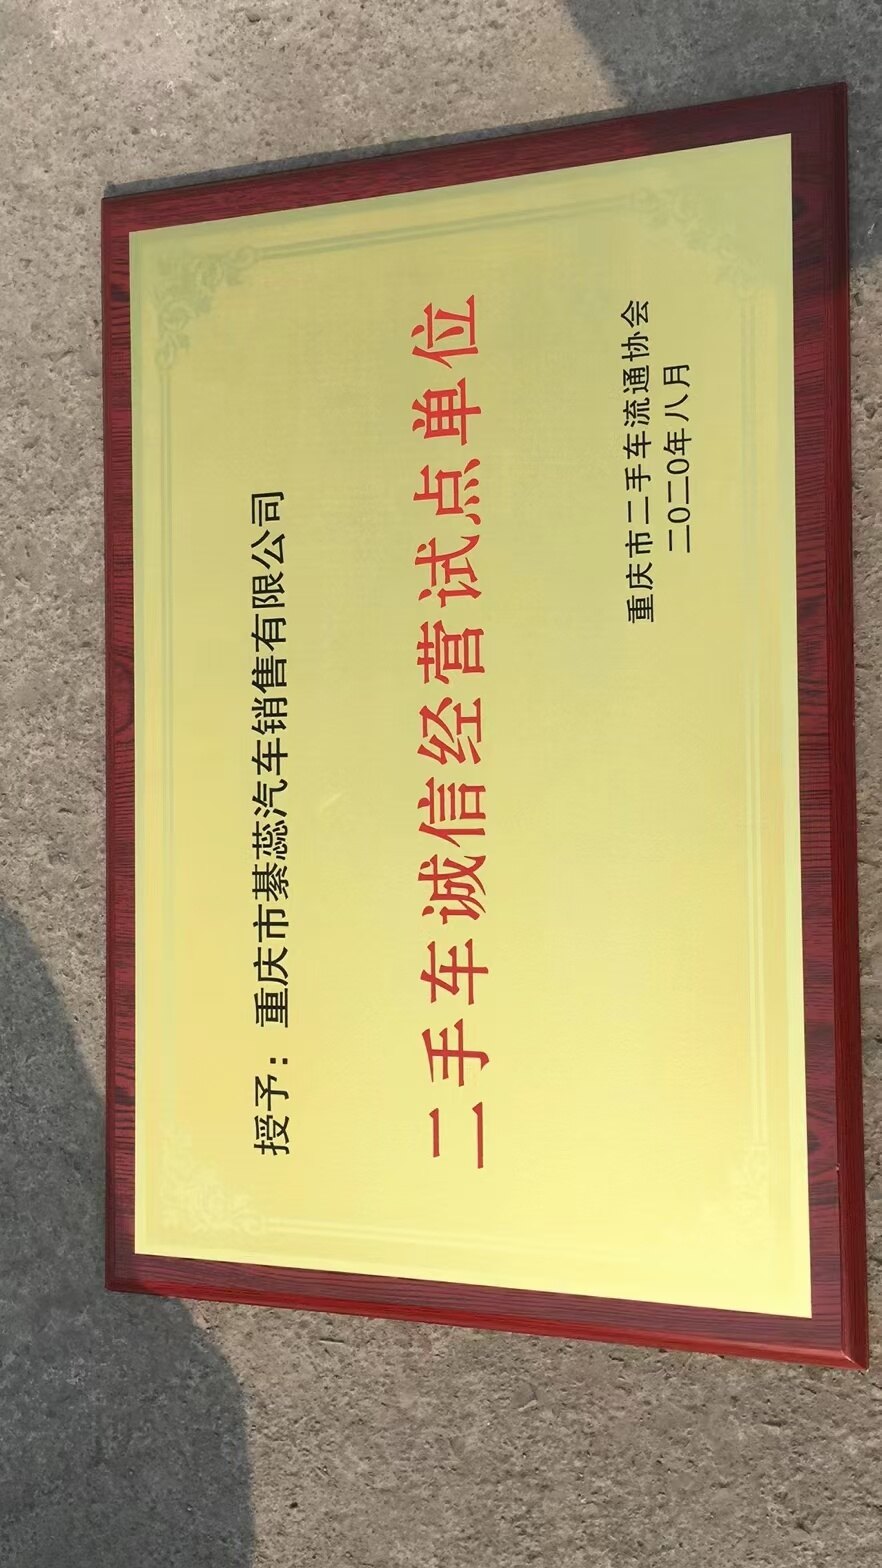 授予：重庆市綦蕊汽车销售有限公司
二手车诚信经营试点单位
重庆市二手车流通协会
二〇二〇年八月